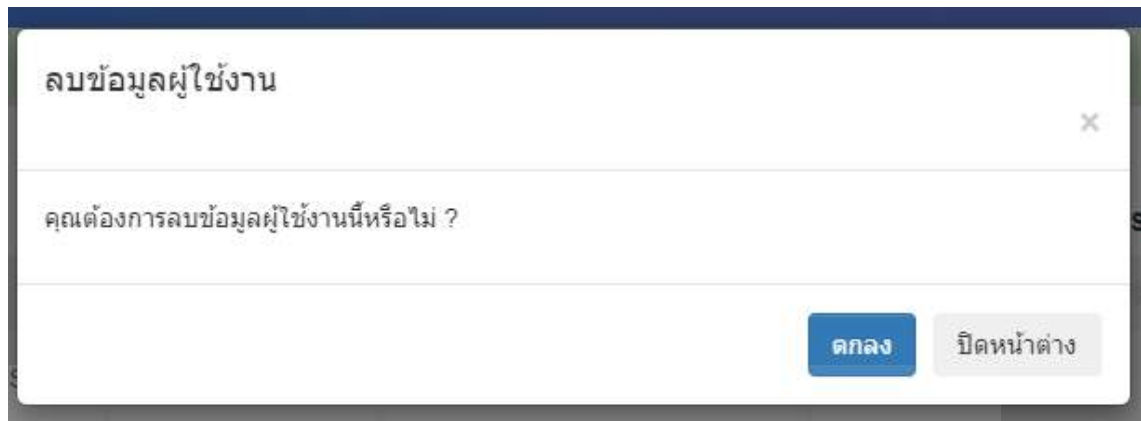 ลบข้อมูลผู้ใช้งาน
×
คุณต้องการลบข้อมูลผู้ใช้งานนี้หรือไม่ ?
ตกลง ปิดหน้าต่าง